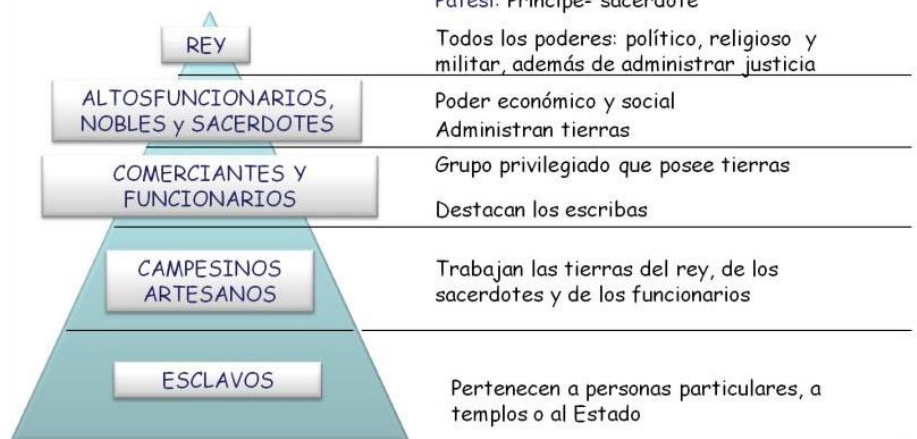 Patesi: Príncipe- sacerdote
REY
Todos los poderes: político, religioso y
militar, además de administrar justicia
ALTOSFUNCIONARIOS,
NOBLES y SACERDOTES
Poder económico y social
Administran tierras
COMERCIANTES Y
FUNCIONARIOS
Grupo privilegiado que posee tierras
Destacan los escribas
CAMPESINOS
ARTESANOS
Trabajan las tierras del rey, de los
sacerdotes y de los funcionarios
ESCLAVOS
Pertenecen a personas particulares, a
templos o al Estado